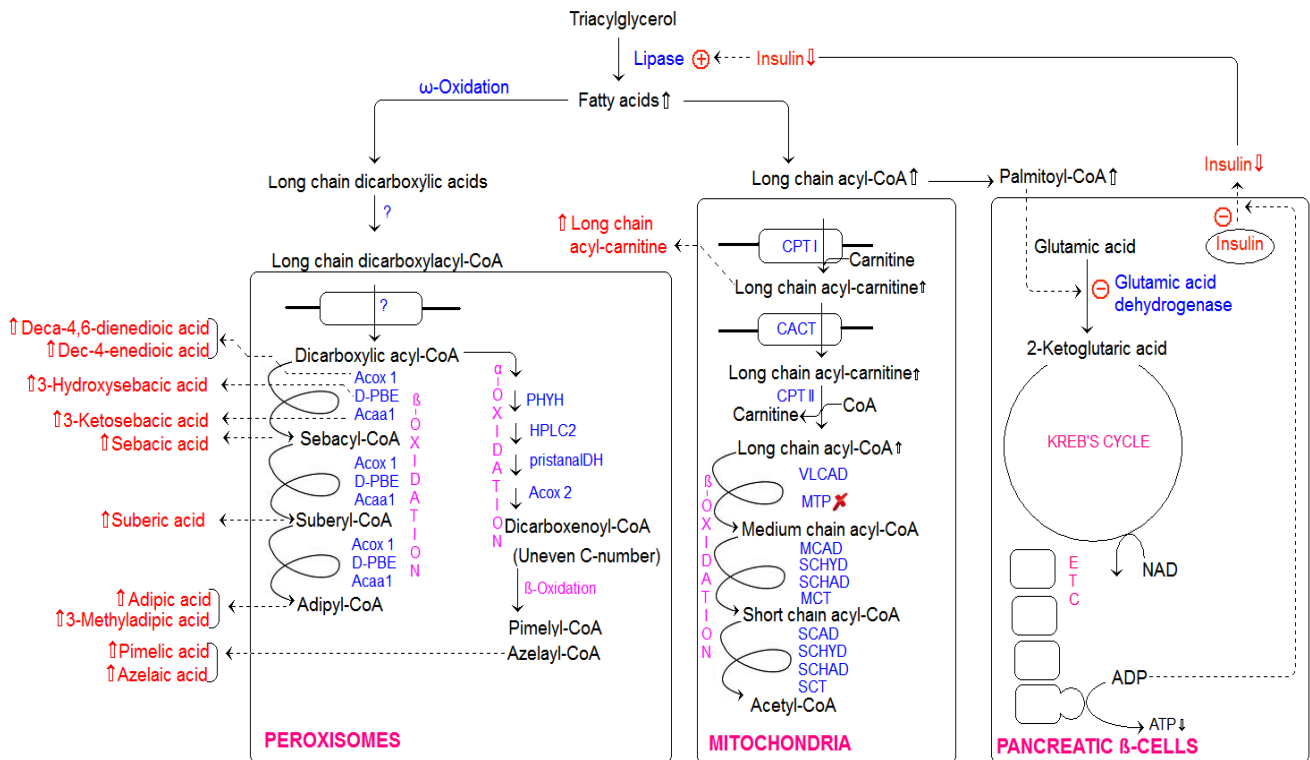 Triacylglycerol
Lipase
Insulin⇩
ω-Oxidation
Fatty acids⇧
Long chain dicarboxylic acids
?
Long chain dicarboxylacyl-CoA
?
⇧Deca-4,6-dienedioic acid
⇧Dec-4-enedioic acid
⇧3-Hydroxysebacic acid
⇧3-Ketosebacic acid
⇧Sebacic acid
⇧Suberic acid
⇧Adipic acid
⇧3-Methyladipic acid
⇧Pimelic acid
⇧Azelaic acid
Dicarboxylic acyl-CoA
Acox 1
D-PBE
Acaa1
Sebacyl-CoA
Acox 1
D-PBE
Acaa1
Suberyl-CoA
Acox 1
D-PBE
Acaa1
Adipyl-CoA
ß-OXIDATION
α-OXIDATION
PHYH
HPLC2
pristanalDH
Acox 2
Dicarboxenoyl-CoA
(Uneven C-number)
ß-Oxidation
Pimelyl-CoA
Azelayl-CoA
PEROXISOMES
Long chain acyl-CoA⇧
⇧ Long chain
acyl-carnitine
CPT I
Carnitine
Long chain acyl-carnitine⇧
CACT
Long chain acyl-carnitine⇧
CPT II
Carnitine
CoA
Long chain acyl-CoA⇧
VLCAD
MTP✗
Medium chain acyl-CoA
MCAD
SCHYD
SCHAD
MCT
Short chain acyl-CoA
SCAD
SCHYD
SCHAD
SCT
Acetyl-CoA
ß-OXIDATION
MITOCHONDRIA
Palmitoyl-CoA⇧
Insulin⇩
Insulin
Glutamic acid
Glutamic acid
dehydrogenase
2-Ketoglutaric acid
KREB'S CYCLE
NAD
ETC
ADP
ATP⇩
PANCREATIC ß-CELLS